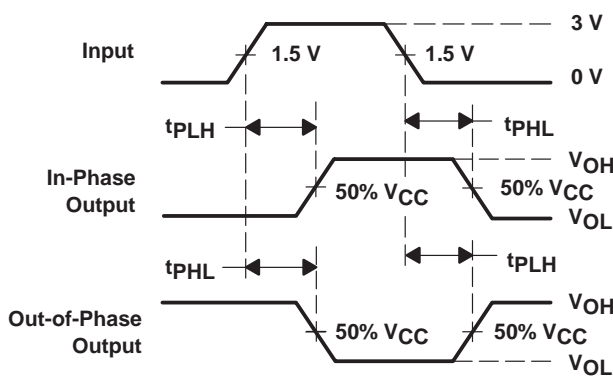 3 V
Input
1.5 V
1.5 V
0 V
tPLH
tPHL
VOH
In-Phase
Output
50% VCC
50% VCC
VOL
tPHL
tPLH
VOH
Out-of-Phase
Output
50% VCC
50% VCC
VOL